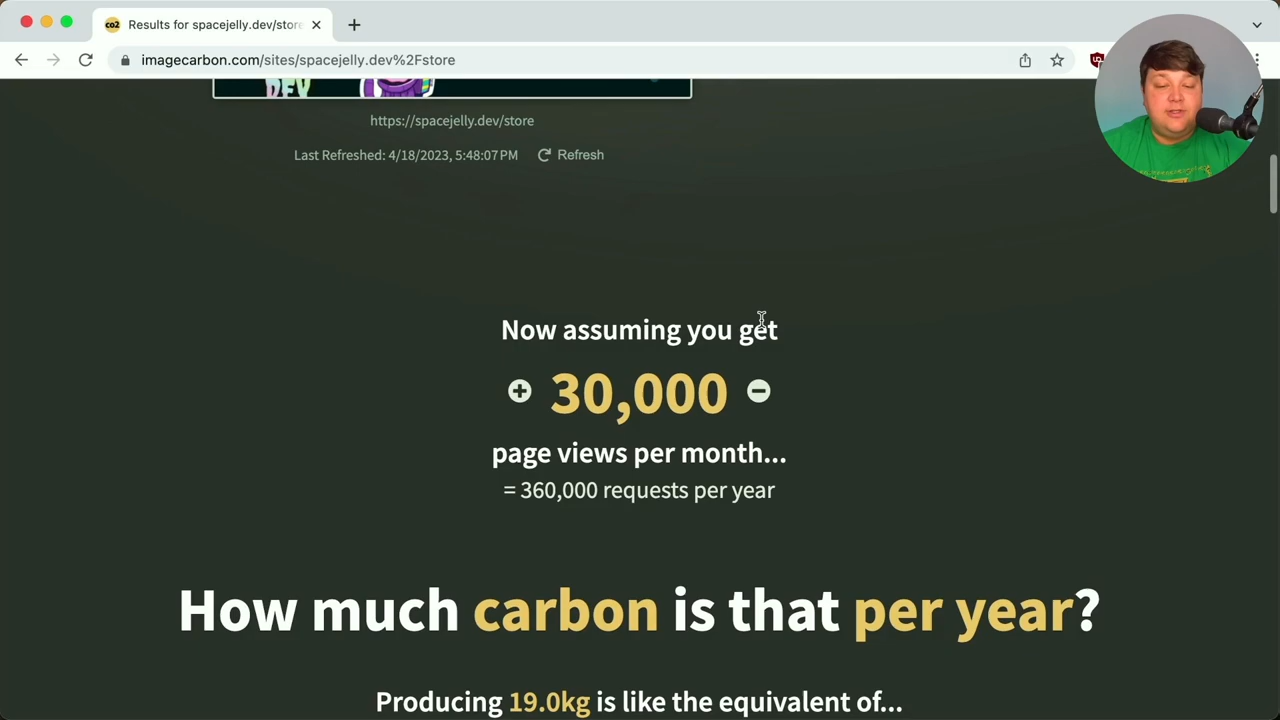 co2 Results for spacejelly.dev/store
imagecarbon.com/sites/spacejelly.dev%2Fstore
DEV
https://spacejelly.dev/store
Last Refreshed: 4/18/2023, 5:48:07 PM Refresh
Now assuming you get
30,000
page views per month...
= 360,000 requests per year
How much carbon is that per year?
Producing 19.0kg is like the equivalent of...